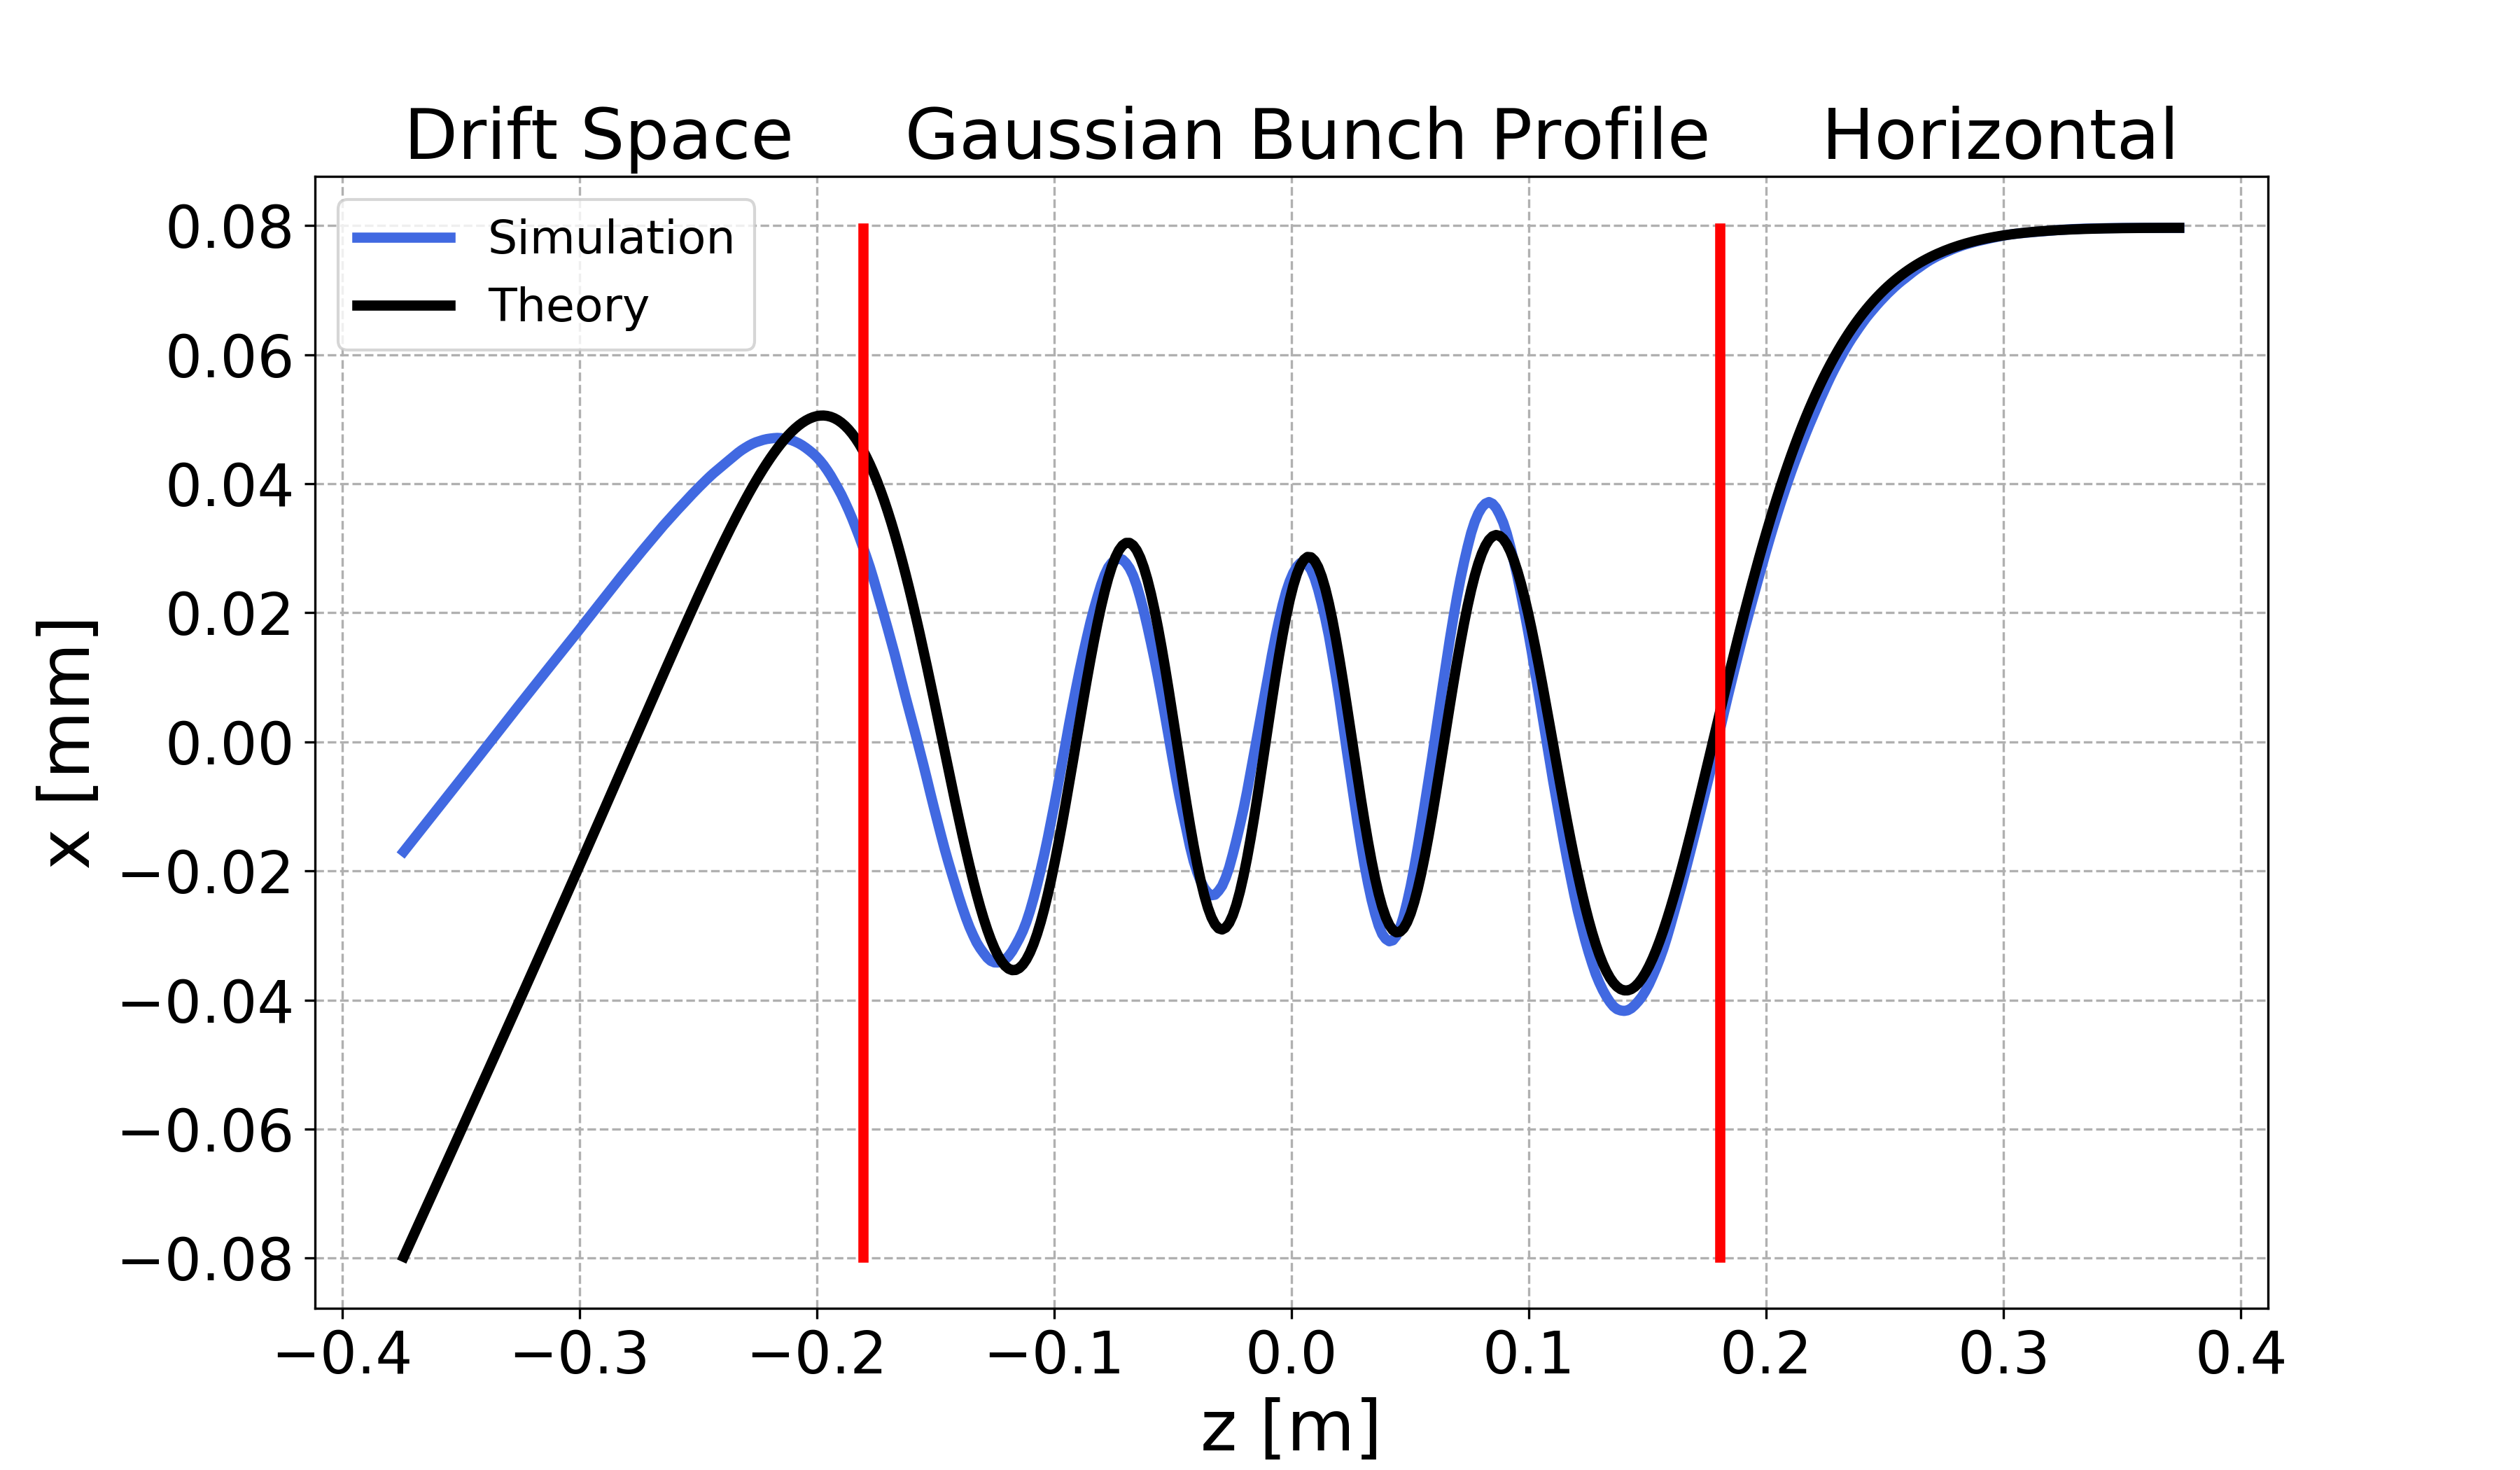 Drift Space Gaussian Bunch Profile Horizontal
Simulation
Theory
0.08
0.06
0.04
0.02
0.00
−0.02
−0.04
−0.06
−0.08
x [mm]
−0.4 −0.3 −0.2 −0.1 0.0 0.1 0.2 0.3 0.4
z [m]